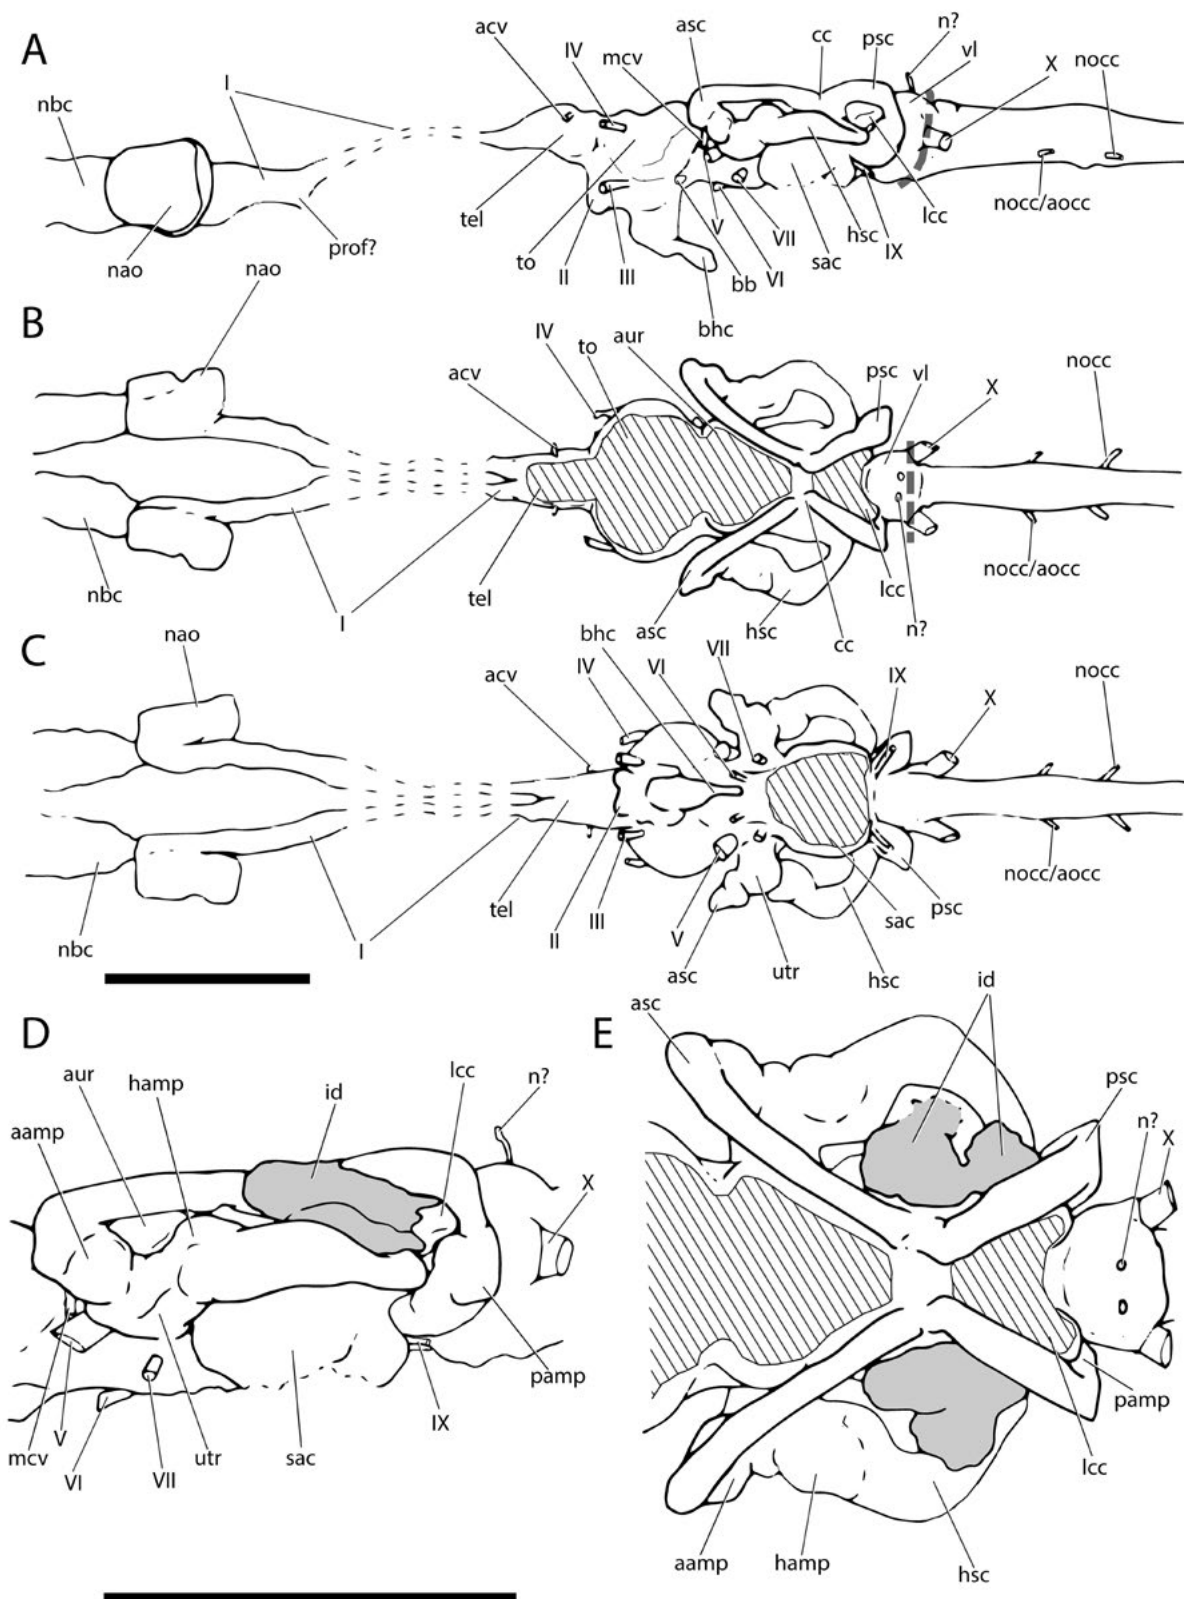 A
acv
IV
mcv
asc
cc
psc
n?
vl
X
nocc
I
nbc
nao
prof?
tel
to
II
III
bhc
bb
V
VI
VII
sac
hsc
IX
lcc
nocc/aocc
B
nao
acv
IV
to
aur
psc
vl
X
nocc
nbc
I
tel
asc
hsc
cc
lcc
n?
nocc/aocc
C
nao
acv
IV
bhc
VI
VII
IX
X
nocc
nbc
I
tel
II
III
V
asc
utr
hsc
sac
psc
nocc/aocc
D
aamp
aur
hamp
id
lcc
n?
X
mcv
V
VI
VII
utr
sac
IX
pamp
E
asc
id
psc
n?
X
pamp
lcc
aamp
hamp
hsc